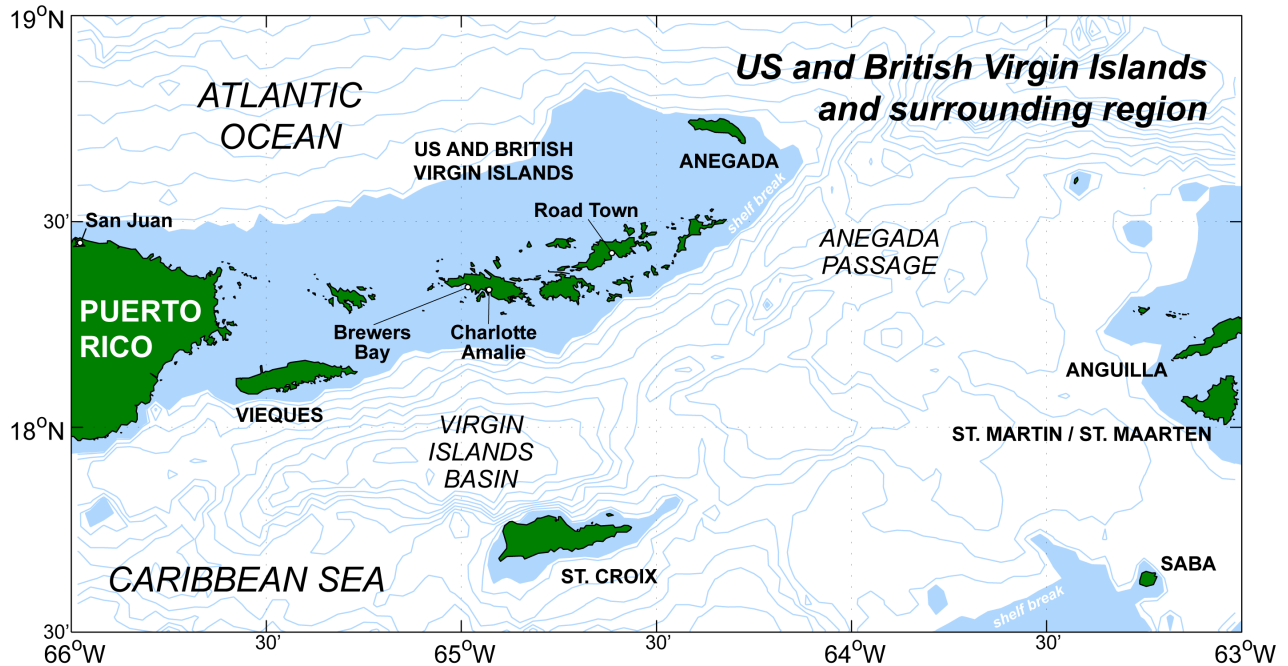 19°N
US and British Virgin Islands
and surrounding region
ATLANTIC
OCEAN
US AND BRITISH
VIRGIN ISLANDS
ANEGADA
shelf break
Road Town
30'
San Juan
ANEGADA
PASSAGE
PUERTO
RICO
Brewers
Bay
Charlotte
Amalie
ANGUILLA
VIEQUES
18°N
VIRGIN
ISLANDS
BASIN
ST. MARTIN / ST. MAARTEN
ST. CROIX
SABA
CARIBBEAN SEA
shelf break
30'
30'
30'
30'
66°W
65°W
64°W
63°W